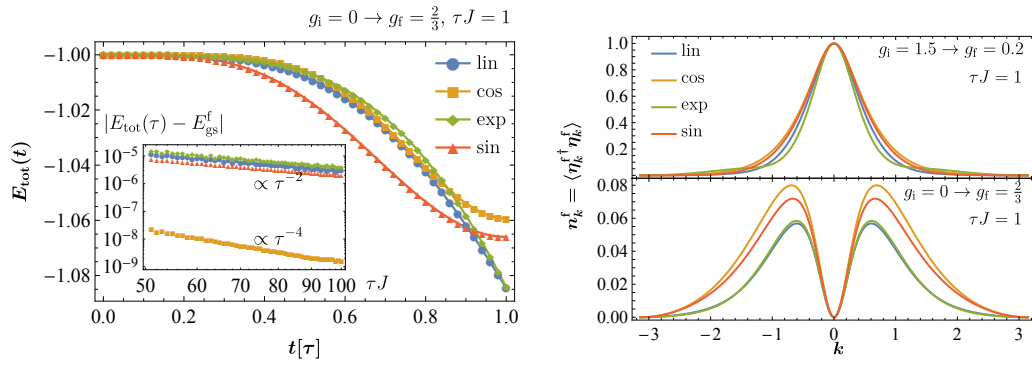 g_i = 0 → g_f = 2/3, τJ = 1
−1.00
−1.02
−1.04
−1.06
−1.08
E_tot(t)
lin
cos
exp
sin
|E_tot(τ) − E_gs^f|
10^−5
10^−6
10^−8
10^−9
∝ τ^−2
∝ τ^−4
50 60 70 80 90 100 τJ
0.0 0.2 0.4 0.6 0.8 1.0
t[τ]
g_i = 1.5 → g_f = 0.2
τJ = 1
lin
cos
exp
sin
1.0
0.8
0.6
0.4
0.2
n_k^f = ⟨η_k^f† η_k^f⟩
g_i = 0 → g_f = 2/3
τJ = 1
lin
cos
exp
sin
0.08
0.06
0.04
0.02
0.00
−3 −2 −1 0 1 2 3
k